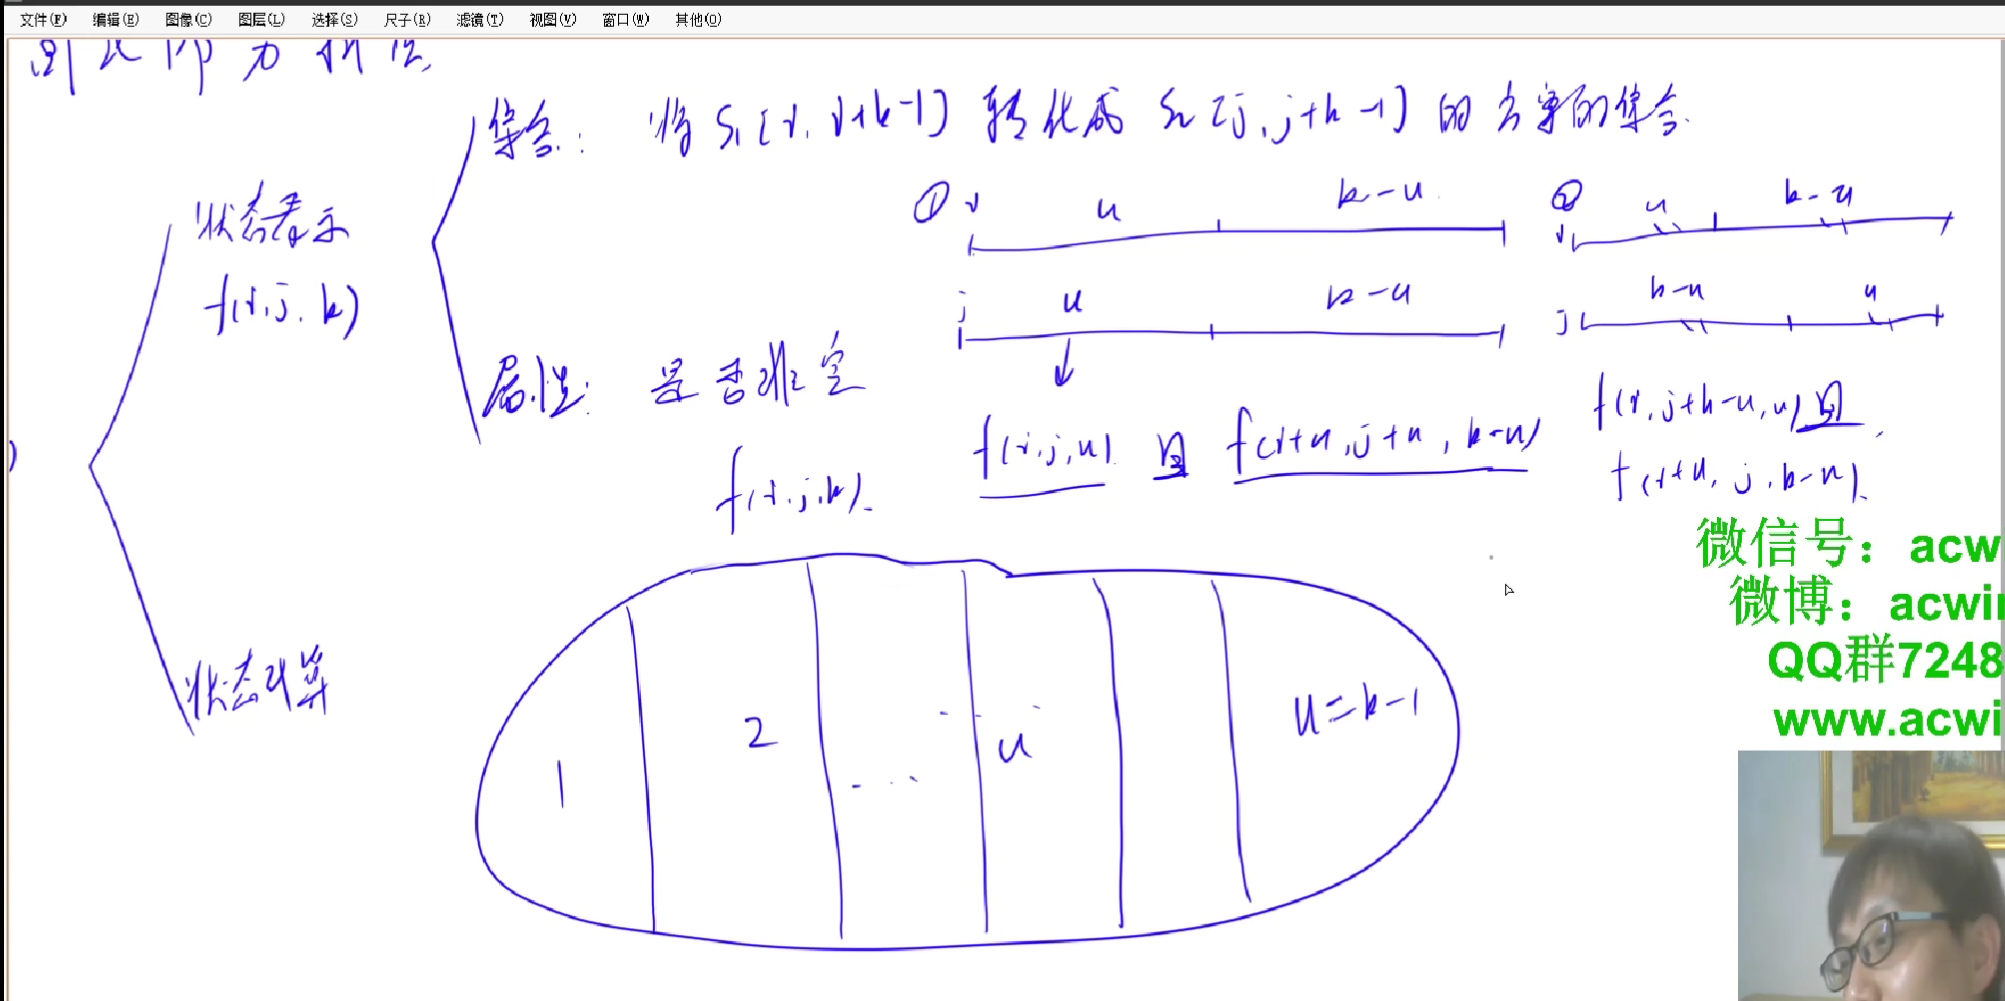 文件(F) 编辑(E) 图像(C) 图层(L) 选择(S) 尺子(R) 滤镜(T) 视图(V) 窗口(W) 其他(O)
集合: 将 S₁[i, i+k-1] 转化成 S₂[j, j+k-1] 的方案的集合.
状态表示
f(i,j,k)
① i u k-u
j u k-u
② i u k-u
j k-u u
属性: 是否非空
f(i,j,k).
f(i,j,u) 且 f(i+u,j+u,k-u)
f(i,j+k-u,u) 且
f(i+u,j,k-u).
状态计算
1 2 ... u u=k-1
微信号：acw
微博：acwi
QQ群7248
www.acwi